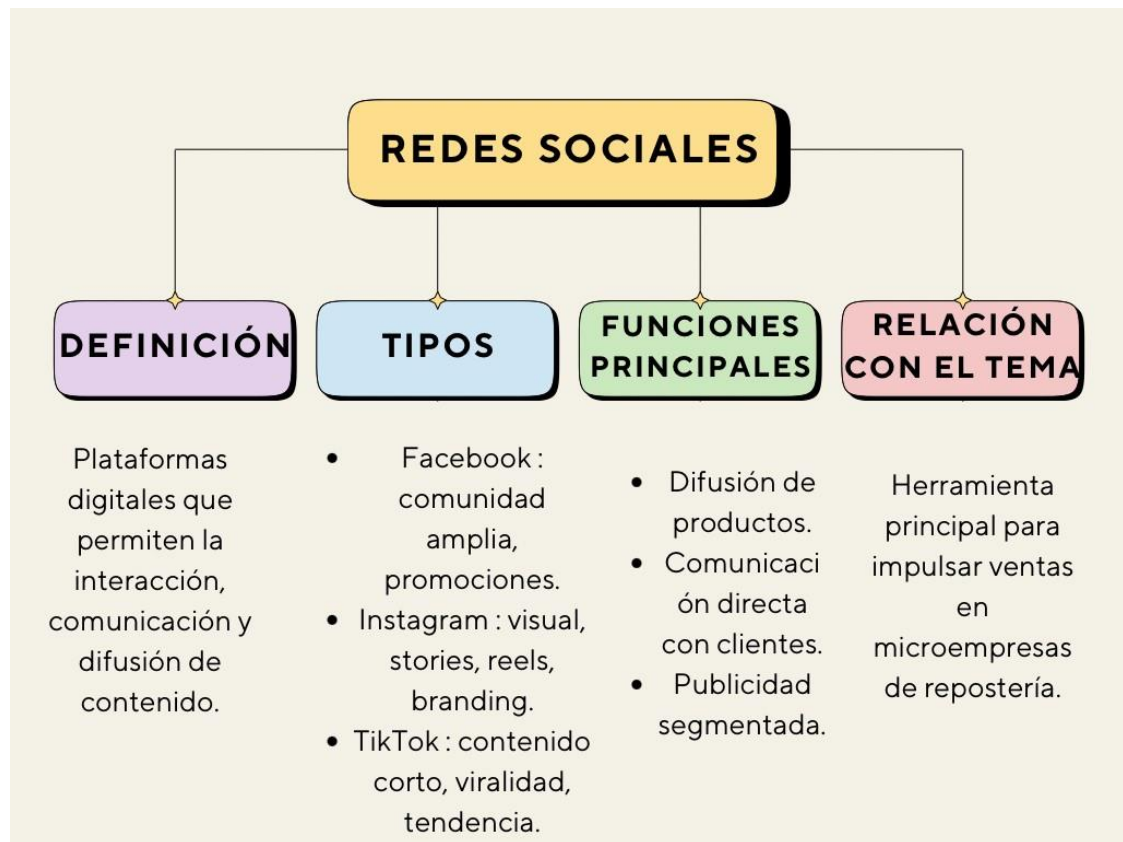 REDES SOCIALES
DEFINICIÓN
Plataformas
digitales que
permiten la
interacción,
comunicación y
difusión de
contenido.
TIPOS
• Facebook :
comunidad
amplia,
promociones.
• Instagram : visual,
stories, reels,
branding.
• TikTok : contenido
corto, viralidad,
tendencia.
FUNCIONES
PRINCIPALES
• Difusión de
productos.
• Comunicaci
ón directa
con clientes.
• Publicidad
segmentada.
RELACIÓN
CON EL TEMA
Herramienta
principal para
impulsar ventas
en
microempresas
de repostería.